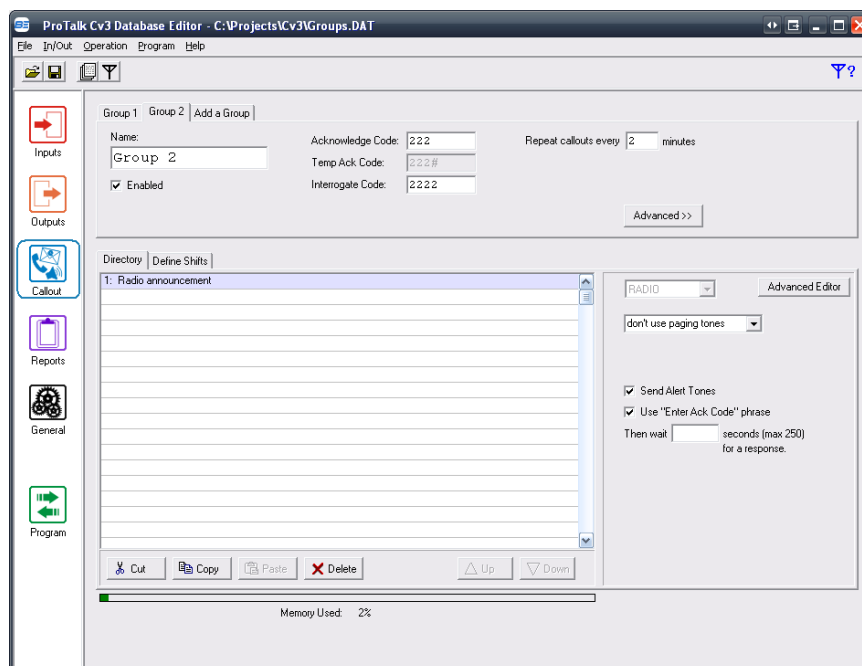 ProTalk Cv3 Database Editor - C:\Projects\Cv3\Groups.DAT
File In/Out Operation Program Help
?
Group 1 Group 2 Add a Group
Name:
Group 2
Enabled
Acknowledge Code: 222
Temp Ack Code: 222#
Interrogate Code: 2222
Repeat callouts every 2 minutes
Advanced >>
Inputs
Outputs
Callout
Reports
General
Program
Directory Define Shifts
1: Radio announcement
RADIO
Advanced Editor
don't use paging tones
Send Alert Tones
Use "Enter Ack Code" phrase
Then wait seconds (max 250)
for a response.
Cut Copy Paste Delete Up Down
Memory Used: 2%